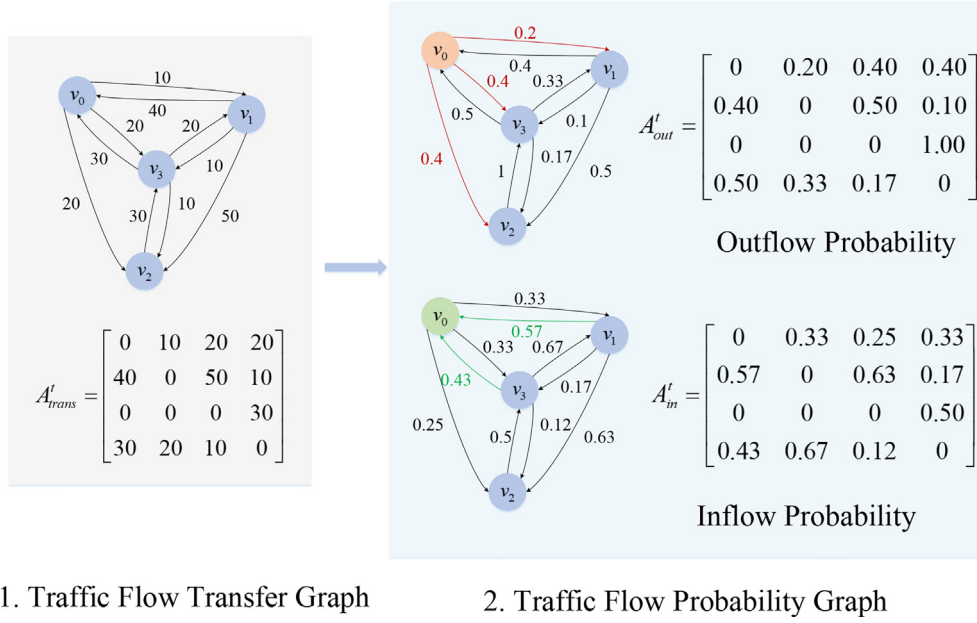 v0
10
40
v1
20
20
v3
30
10
20
30
10
50
v2
A^t_trans =
0 10 20 20
40 0 50 10
0 0 0 30
30 20 10 0
0.2
v0
0.4
v1
0.4
0.33
v3
0.5
0.1
0.4
1
0.17
0.5
v2
A^t_out =
0 0.20 0.40 0.40
0.40 0 0.50 0.10
0 0 0 1.00
0.50 0.33 0.17 0
Outflow Probability
0.33
v0
0.57
v1
0.33
0.67
v3
0.43
0.17
0.25
0.5
0.12
0.63
v2
A^t_in =
0 0.33 0.25 0.33
0.57 0 0.63 0.17
0 0 0 0.50
0.43 0.67 0.12 0
Inflow Probability
1. Traffic Flow Transfer Graph
2. Traffic Flow Probability Graph